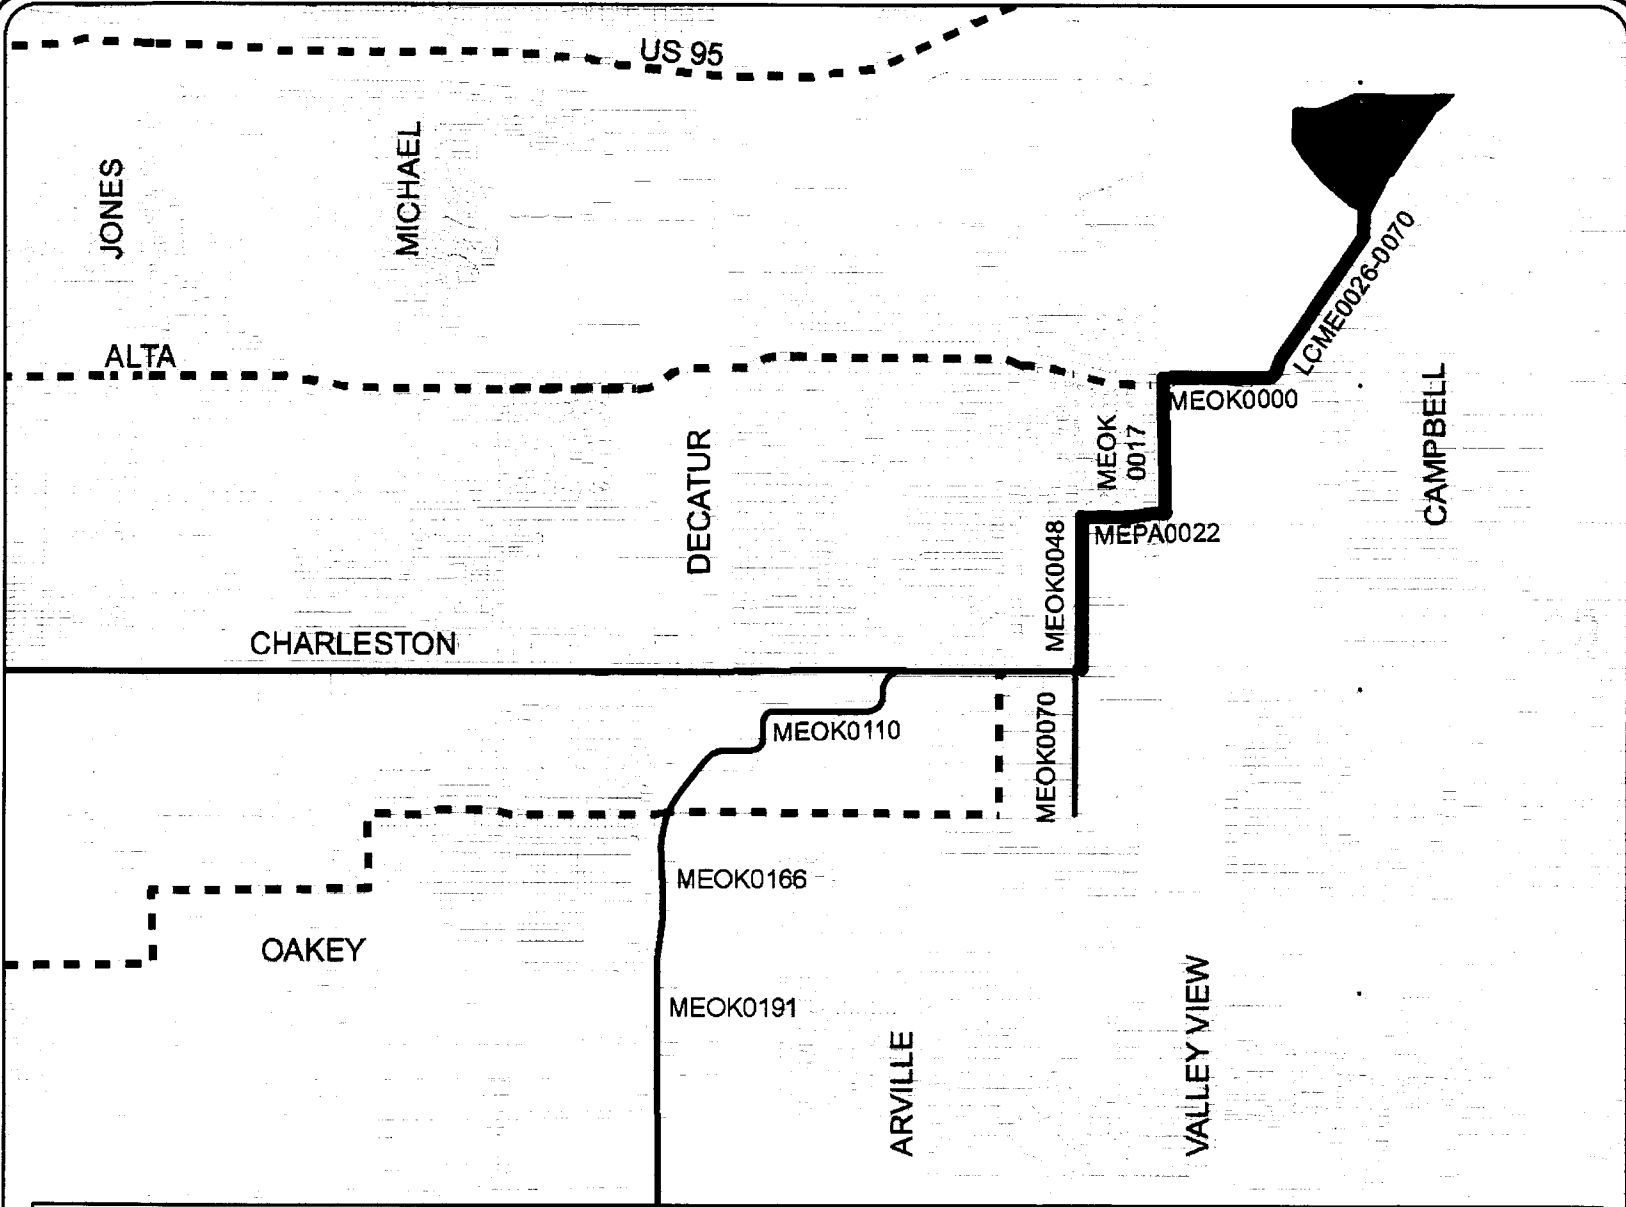 US 95
JONES
MICHAEL
LCME0026-0070
ALTA
MEOK0000
CAMPBELL
MEOK
0017
DECATUR
MEPA0022
MEOK0048
CHARLESTON
MEOK0070
MEOK0110
MEOK0166
OAKEY
MEOK0191
ARVILLE
VALLEY VIEW